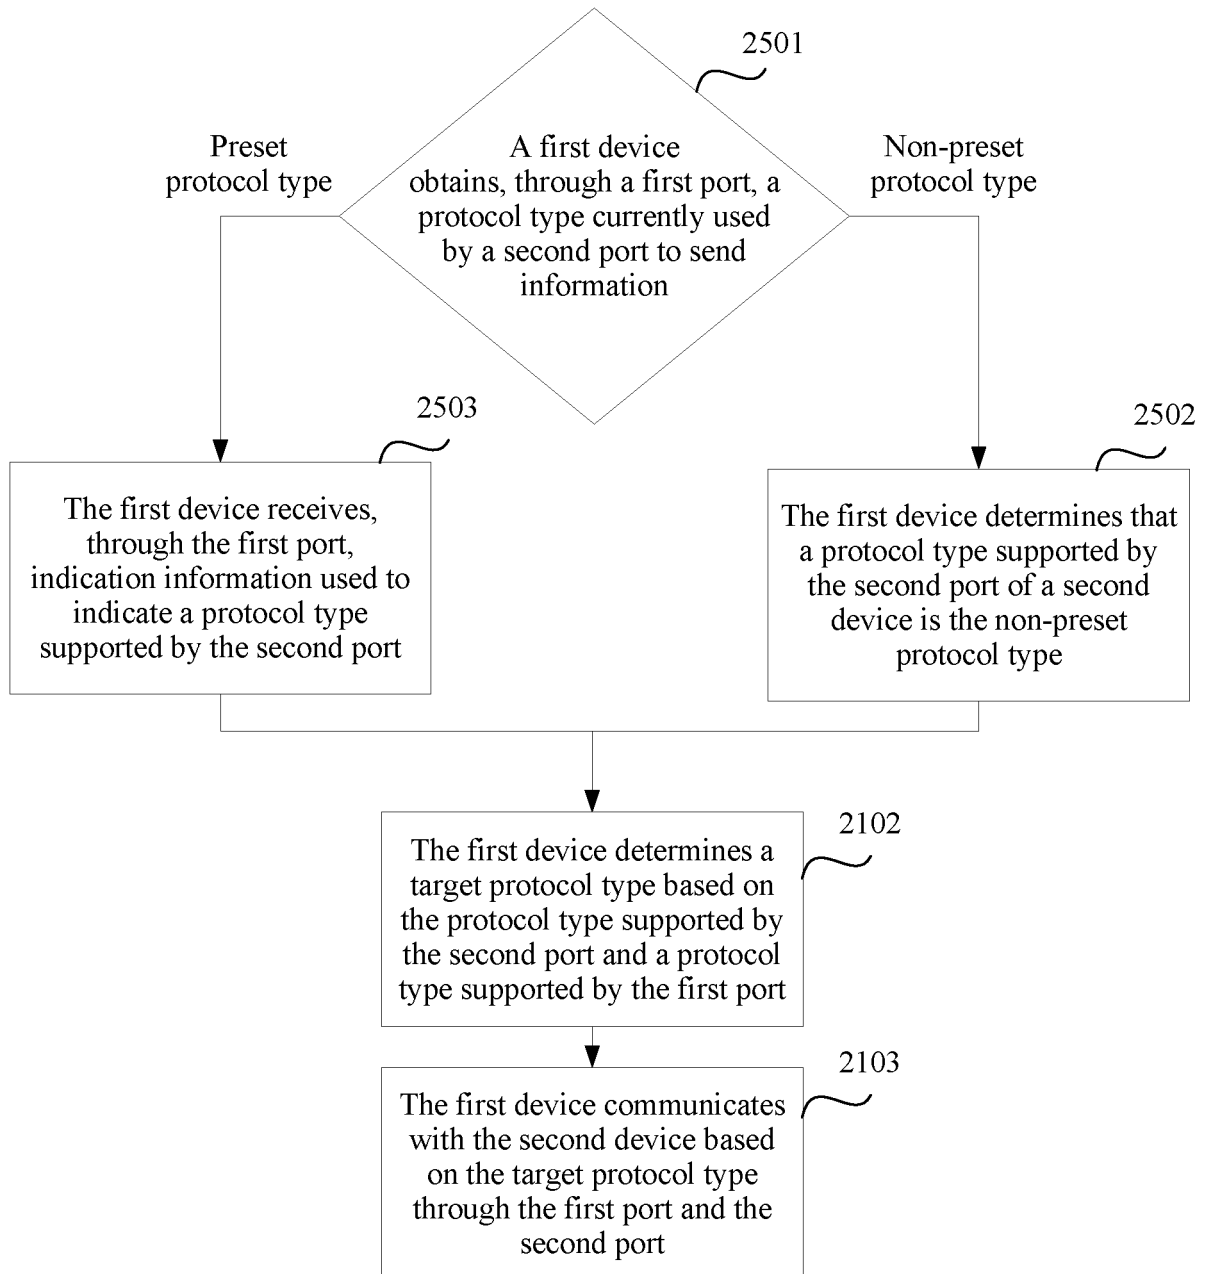 2501
Preset
protocol type
A first device
obtains, through a first port, a
protocol type currently used
by a second port to send
information
Non-preset
protocol type
2503
The first device receives,
through the first port,
indication information used to
indicate a protocol type
supported by the second port
2502
The first device determines that
a protocol type supported by
the second port of a second
device is the non-preset
protocol type
2102
The first device determines a
target protocol type based on
the protocol type supported by
the second port and a protocol
type supported by the first port
2103
The first device communicates
with the second device based
on the target protocol type
through the first port and the
second port